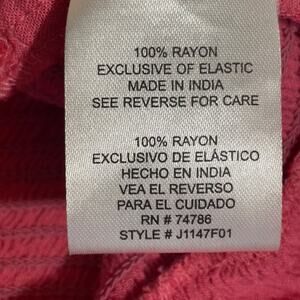 100% RAYON
EXCLUSIVE OF ELASTIC
MADE IN INDIA
SEE REVERSE FOR CARE
100% RAYON
EXCLUSIVO DE ELÁSTICO
HECHO EN INDIA
VEA EL REVERSO
PARA EL CUIDADO
RN # 74786
STYLE # J1147F01